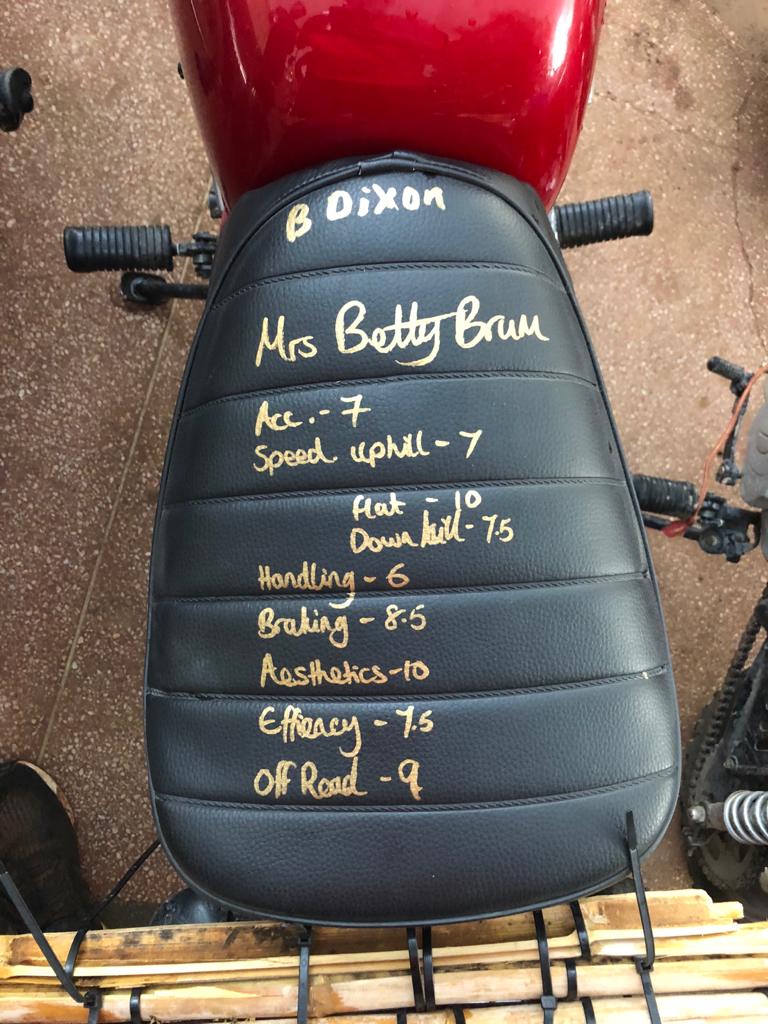 B Dixon
Mrs Betty Brum
Acc. - 7
Speed uphill - 7
Flat - 10
Down hill - 7.5
Handling - 6
Braking - 8.5
Aesthetics - 10
Effiency - 7.5
Off Road - 9